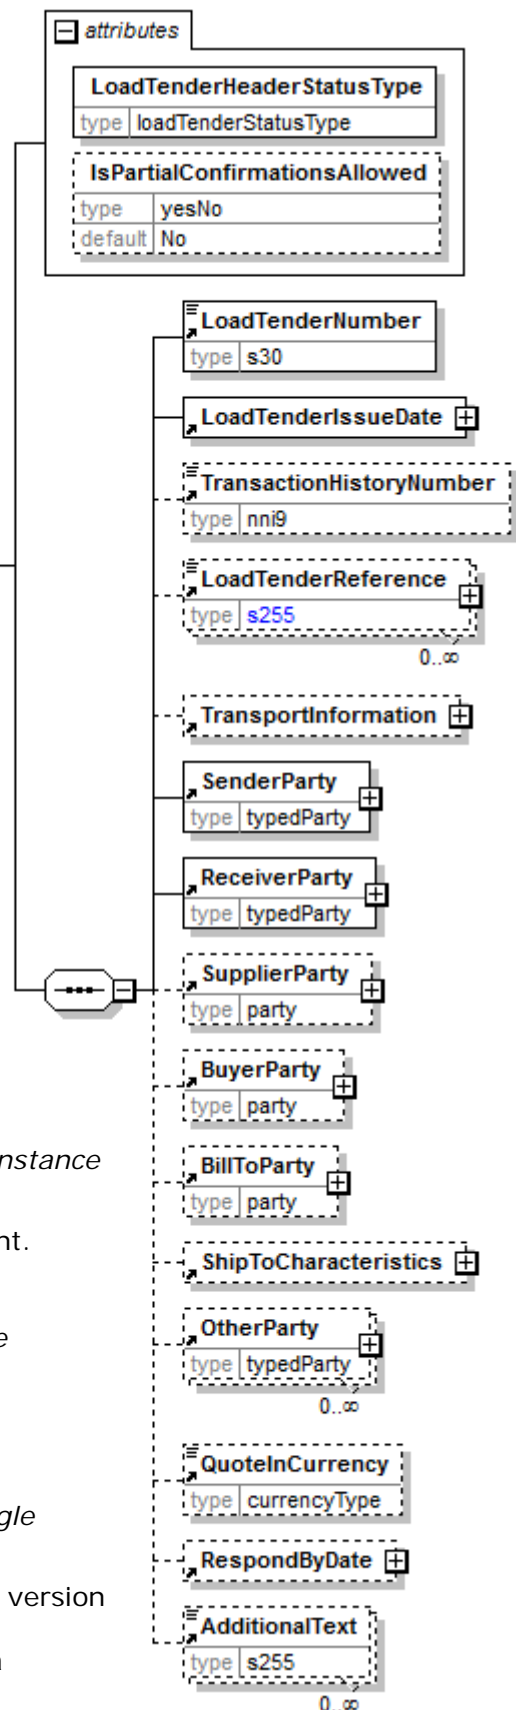 attributes
LoadTenderHeaderStatusType
type loadTenderStatusType
IsPartialConfirmationsAllowed
type yesNo
default No
LoadTenderNumber
type s30
LoadTenderIssueDate
TransactionHistoryNumber
type nni9
LoadTenderReference
type s255
0..∞
TransportInformation
SenderParty
type typedParty
ReceiverParty
type typedParty
SupplierParty
type party
BuyerParty
type party
nstance
BillToParty
type party
nt.
ShipToCharacteristics
e
OtherParty
type typedParty
0..∞
QuoteInCurrency
type currencyType
gle
RespondByDate
version
AdditionalText
type s255
0..∞